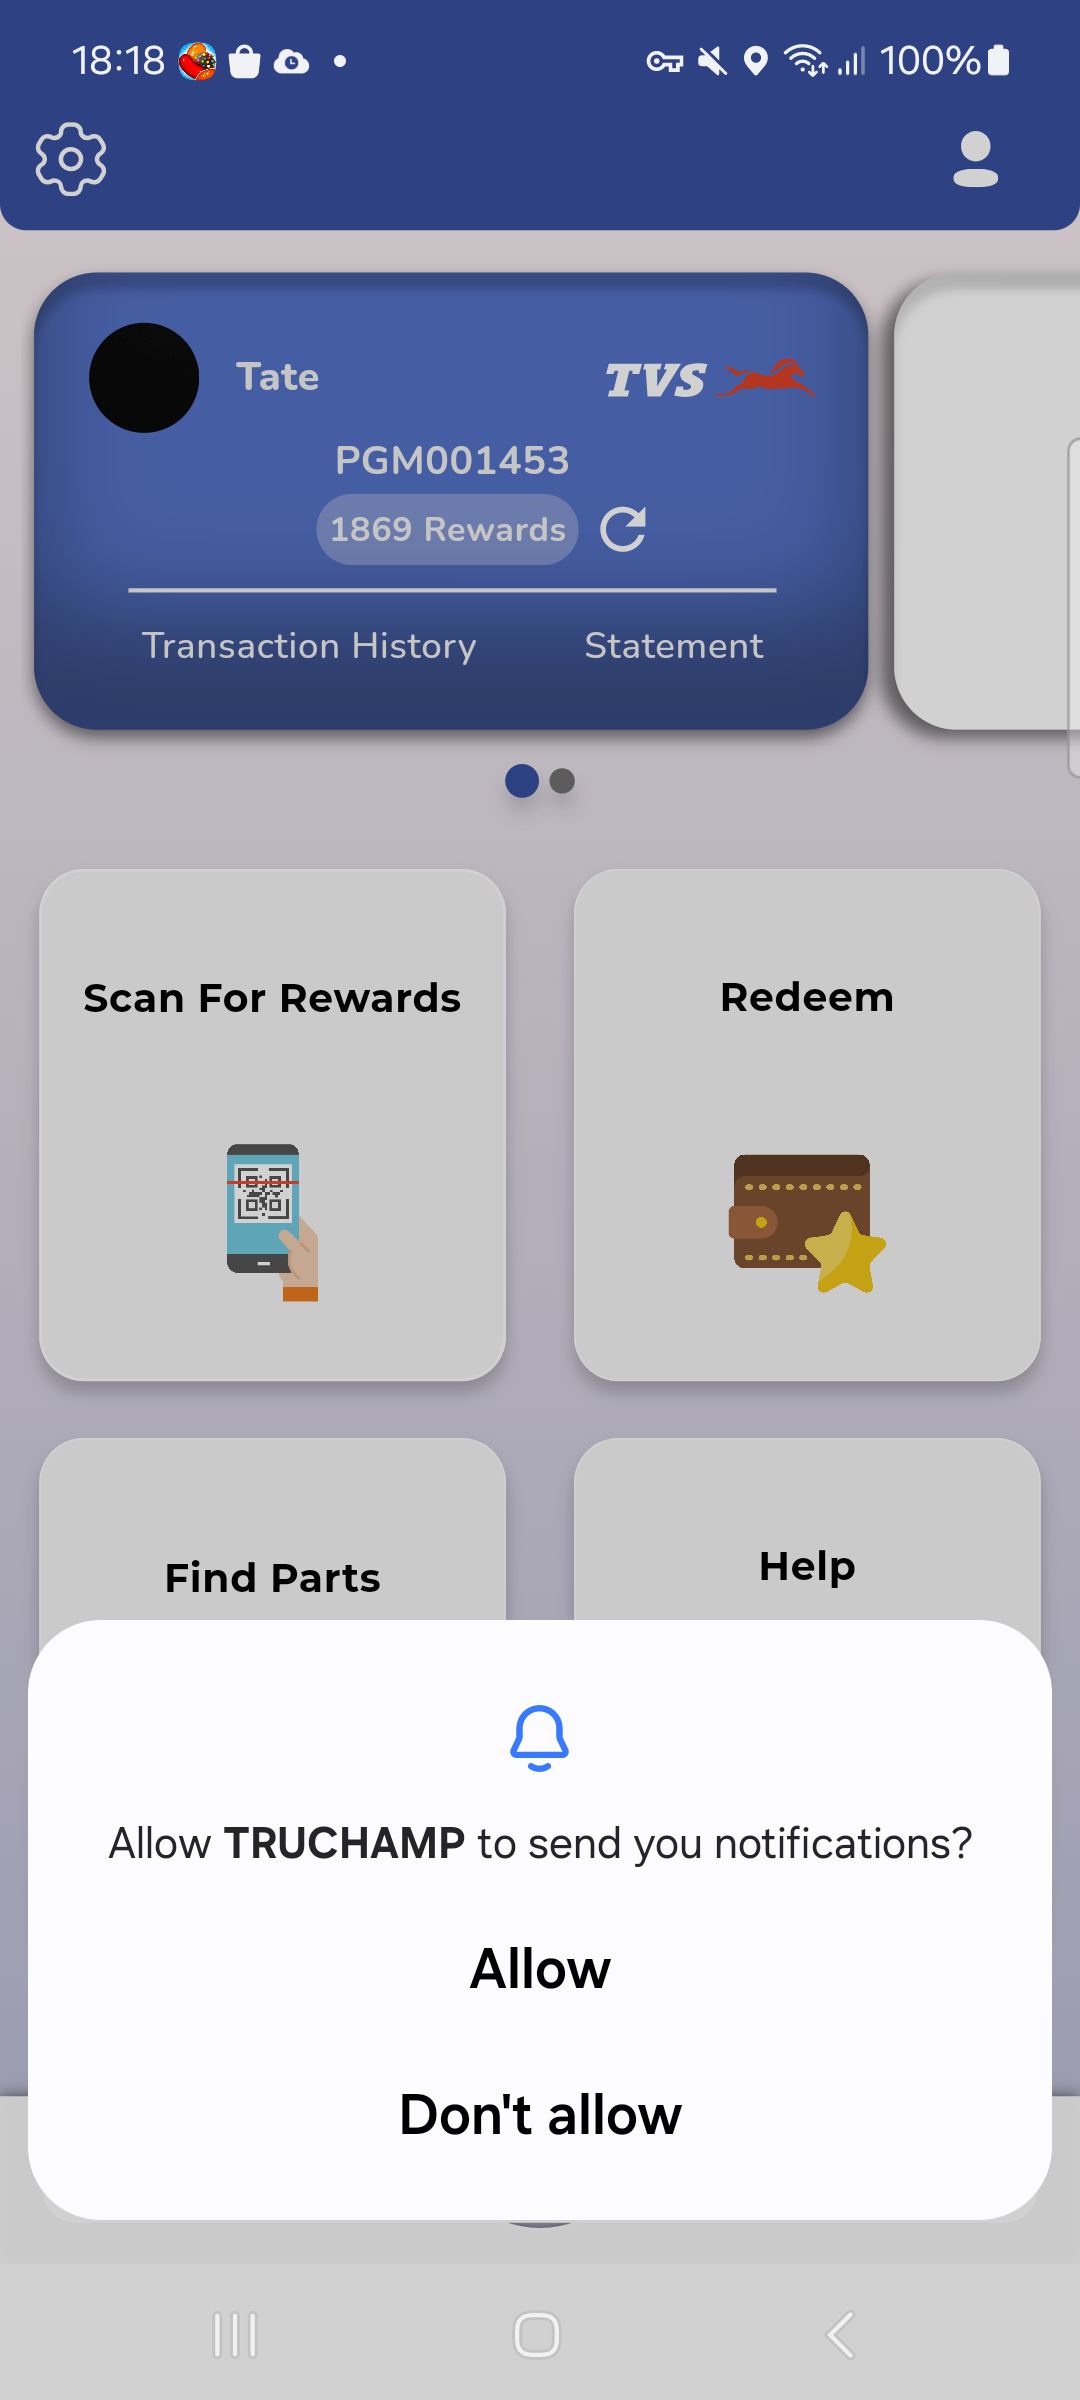 18:18
100%
Tate
TVS
PGM001453
1869 Rewards
Transaction History
Statement
Scan For Rewards
Redeem
Find Parts
Help
Allow TRUCHAMP to send you notifications?
Allow
Don't allow